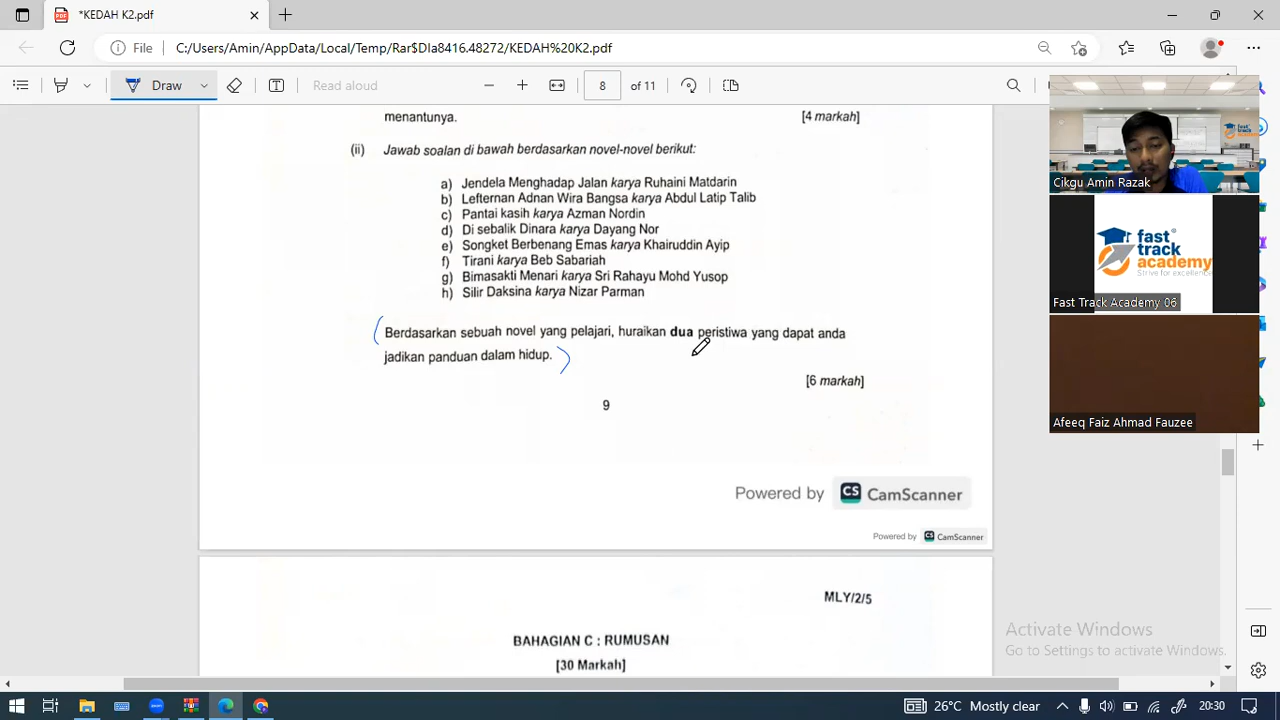 *KEDAH K2.pdf
File
C:/Users/Amin/AppData/Local/Temp/Rar$DIa8416.48272/KEDAH%20K2.pdf
Draw
Read aloud
8
of 11
menantunya.
[4 markah]
(ii) Jawab soalan di bawah berdasarkan novel-novel berikut:
a) Jendela Menghadap Jalan karya Ruhaini Matdarin
b) Lefternan Adnan Wira Bangsa karya Abdul Latip Talib
c) Pantai kasih karya Azman Nordin
d) Di sebalik Dinara karya Dayang Nor
e) Songket Berbenang Emas karya Khairuddin Ayip
f) Tirani karya Beb Sabariah
g) Bimasakti Menari karya Sri Rahayu Mohd Yusop
h) Silir Daksina karya Nizar Parman
Berdasarkan sebuah novel yang pelajari, huraikan dua peristiwa yang dapat anda
jadikan panduan dalam hidup.
[6 markah]
9
Powered by CS CamScanner
Powered by CS CamScanner
MLY/2/5
BAHAGIAN C : RUMUSAN
[30 Markah]
Cikgu Amin Razak
fast
track
academy
Strive for excellence
Fast Track Academy 06
Afeeq Faiz Ahmad Fauzee
Activate Windows
Go to Settings to activate Windows.
26°C Mostly clear
20:30